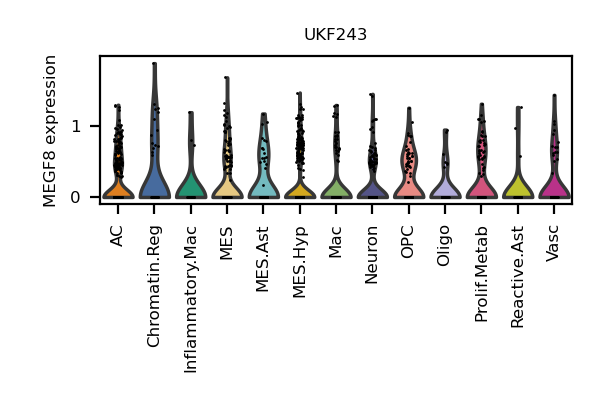 UKF243
MEGF8 expression
1
0
AC
Chromatin.Reg
Inflammatory.Mac
MES
MES.Ast
MES.Hyp
Mac
Neuron
OPC
Oligo
Prolif.Metab
Reactive.Ast
Vasc